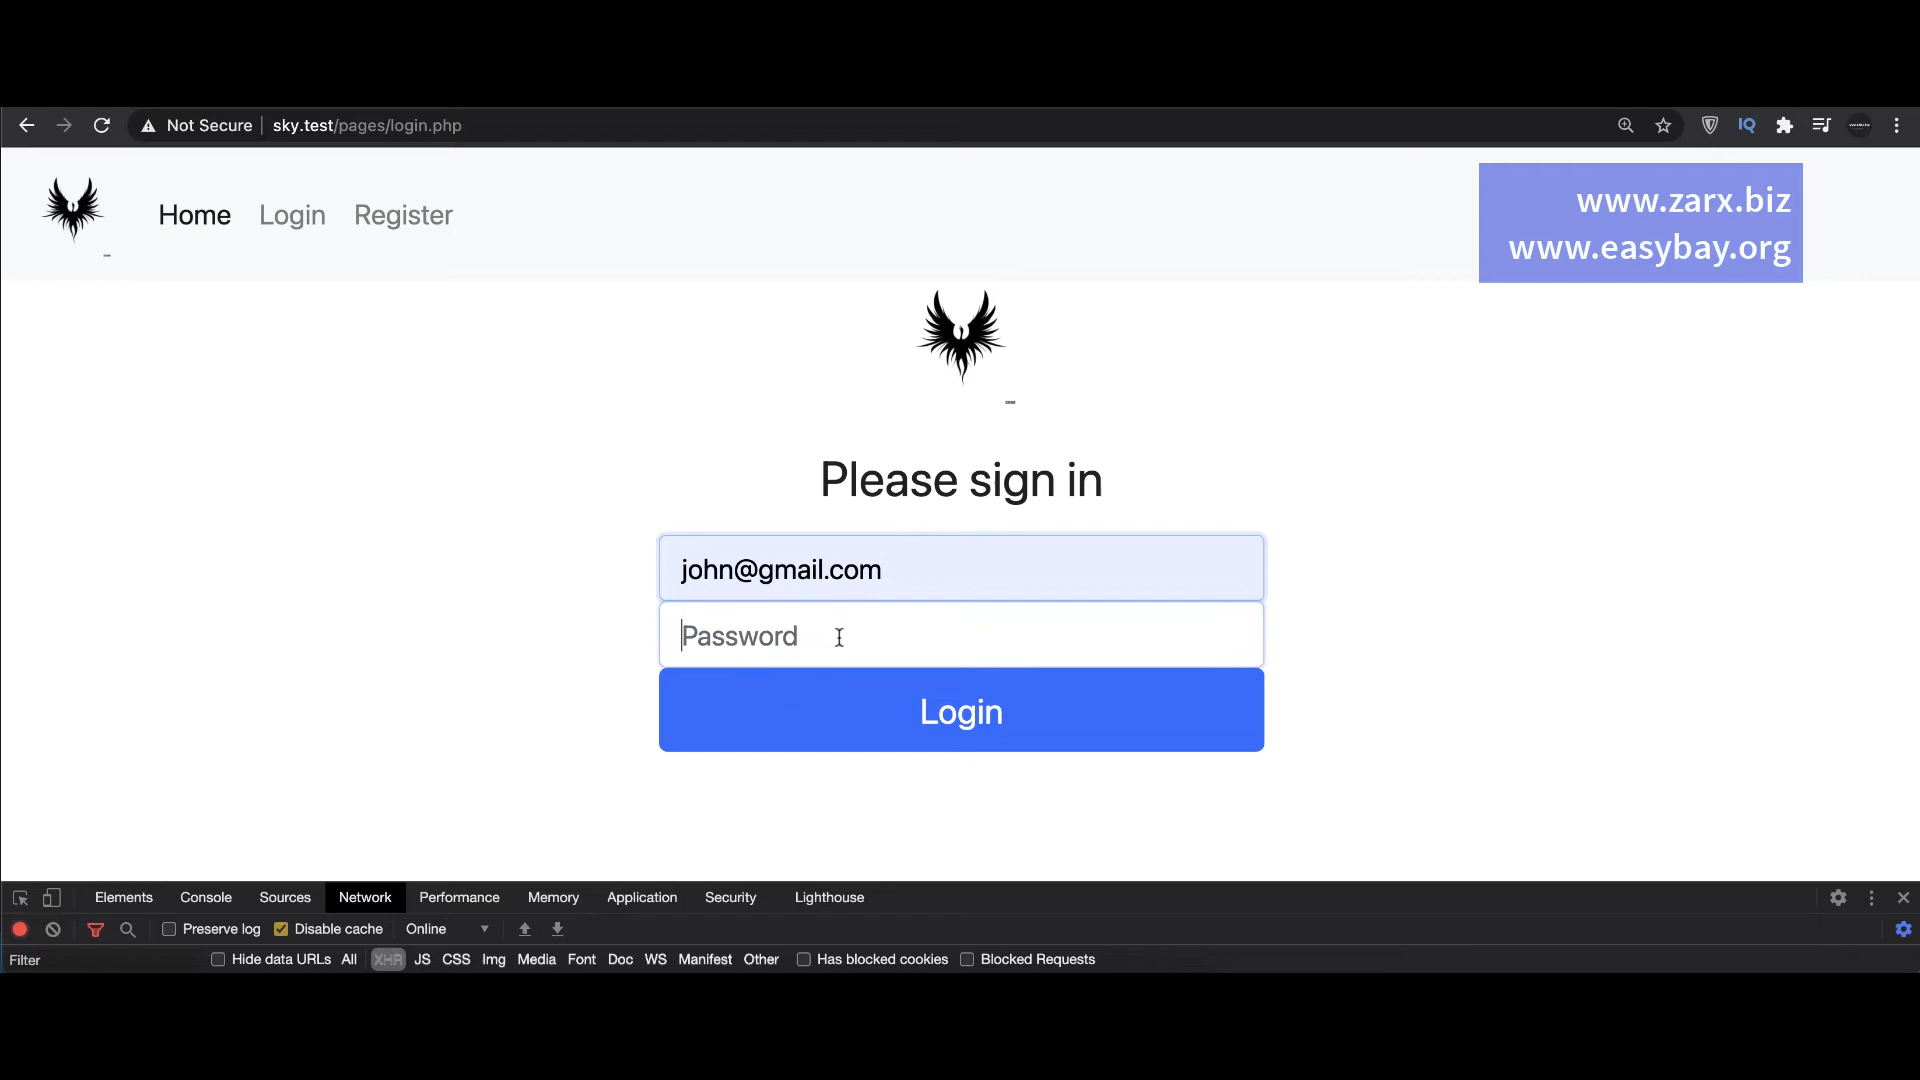 Not Secure sky.test/pages/login.php IQ
Home Login Register
www.zarx.biz
www.easybay.org
Please sign in
john@gmail.com
Password
Login
Elements Console Sources Network Performance Memory Application Security Lighthouse
Preserve log Disable cache Online
Filter Hide data URLs All XHR JS CSS Img Media Font Doc WS Manifest Other Has blocked cookies Blocked Requests